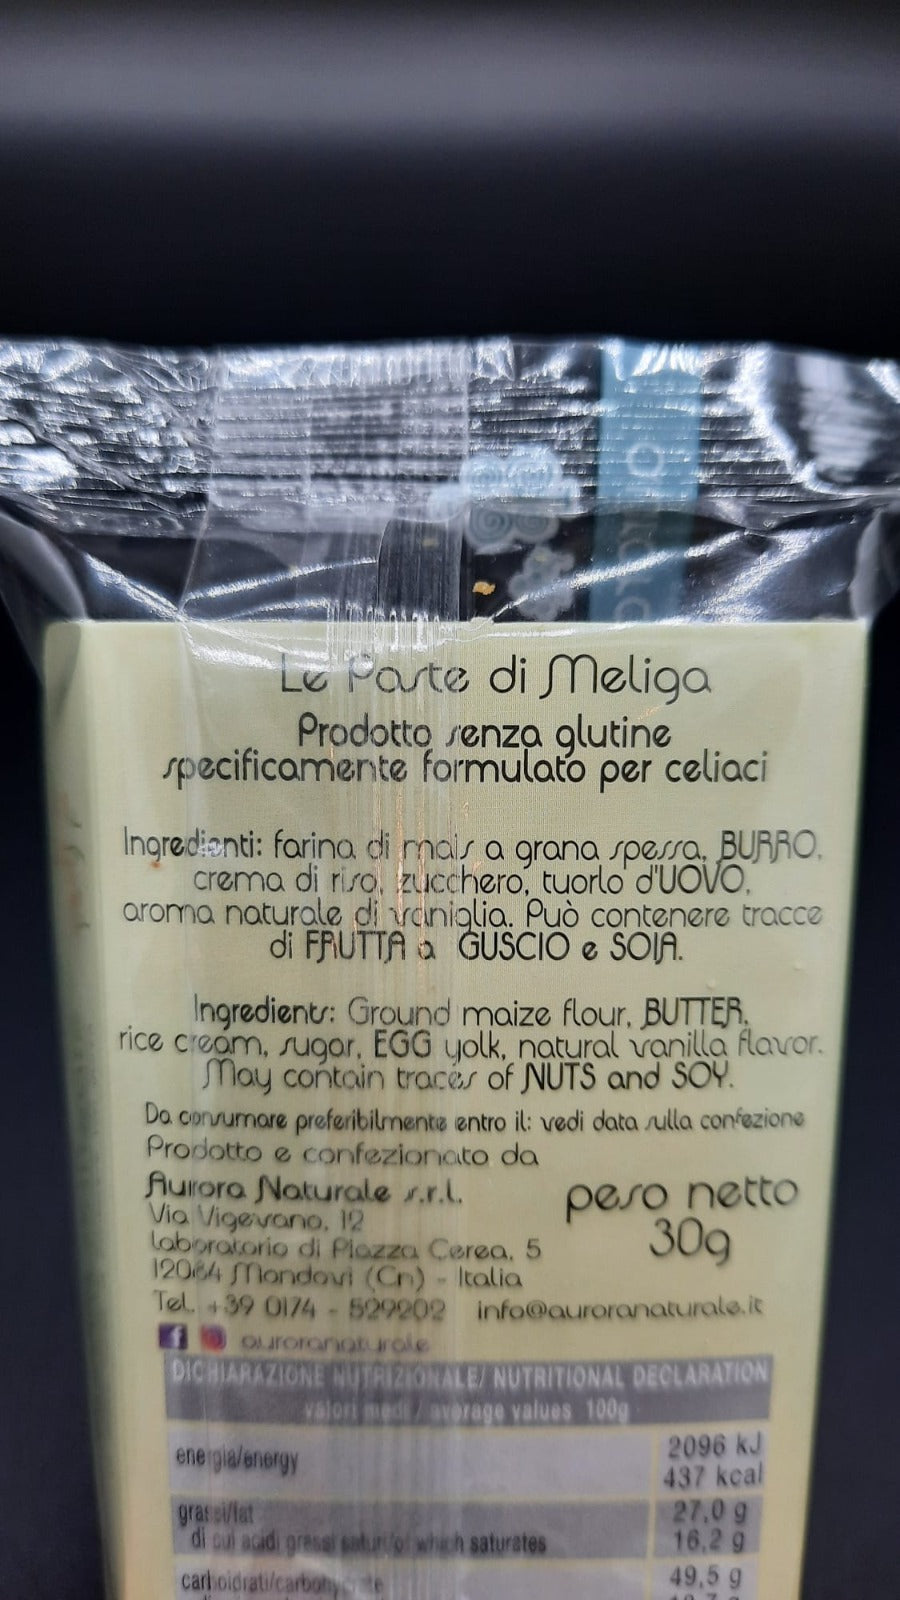 Le Paste di Meliga
Prodotto senza glutine
specificamente formulato per celiaci
Ingredienti: farina di mais a grana spessa, BURRO,
crema di riso, zucchero, tuorlo d'UOVO,
aroma naturale di vaniglia. Può contenere tracce
di FRUTTA a GUSCIO e SOIA.
Ingredients: Ground maize flour, BUTTER,
rice cream, sugar, EGG yolk, natural vanilla flavor.
May contain traces of NUTS and SOY.
Da consumare preferibilmente entro il: vedi data sulla confezione
Prodotto e confezionato da
Aurora Naturale s.r.l.
Via Vigevano, 12
Laboratorio di Piazza Cerea, 5
12084 Mondovì (Cn) - Italia
peso netto
30g
Tel. +39 0174 - 529202 info@auroranaturale.it
auroranaturale
DICHIARAZIONE NUTRIZIONALE/ NUTRITIONAL DECLARATION
valori medi / average values 100g
energia/energy 2096 kJ
437 kcal
grassi/fat 27,0 g
di cui acidi grassi saturi/of which saturates 16,2 g
carboidrati/carbohydrate 49,5 g